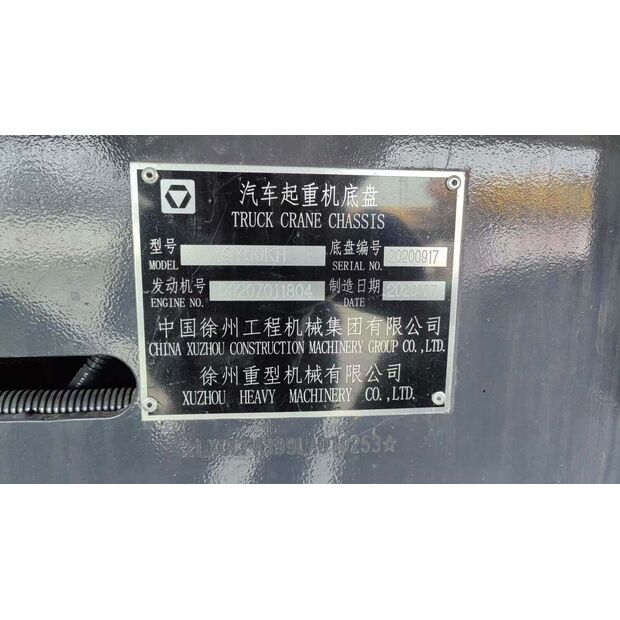 汽车起重机底盘
TRUCK CRANE CHASSIS
型号 底盘编号 20200917
MODEL SERIAL NO.
发动机号 制造日期
ENGINE NO. DATE
中国徐州工程机械集团有限公司
CHINA XUZHOU CONSTRUCTION MACHINERY GROUP CO.,LTD.
徐州重型机械有限公司
XUZHOU HEAVY MACHINERY CO.,LTD.